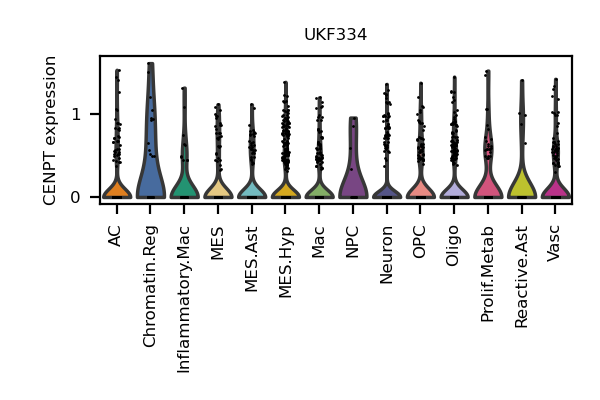 UKF334
CENPT expression
1
0
AC
Chromatin.Reg
Inflammatory.Mac
MES
MES.Ast
MES.Hyp
Mac
NPC
Neuron
OPC
Oligo
Prolif.Metab
Reactive.Ast
Vasc